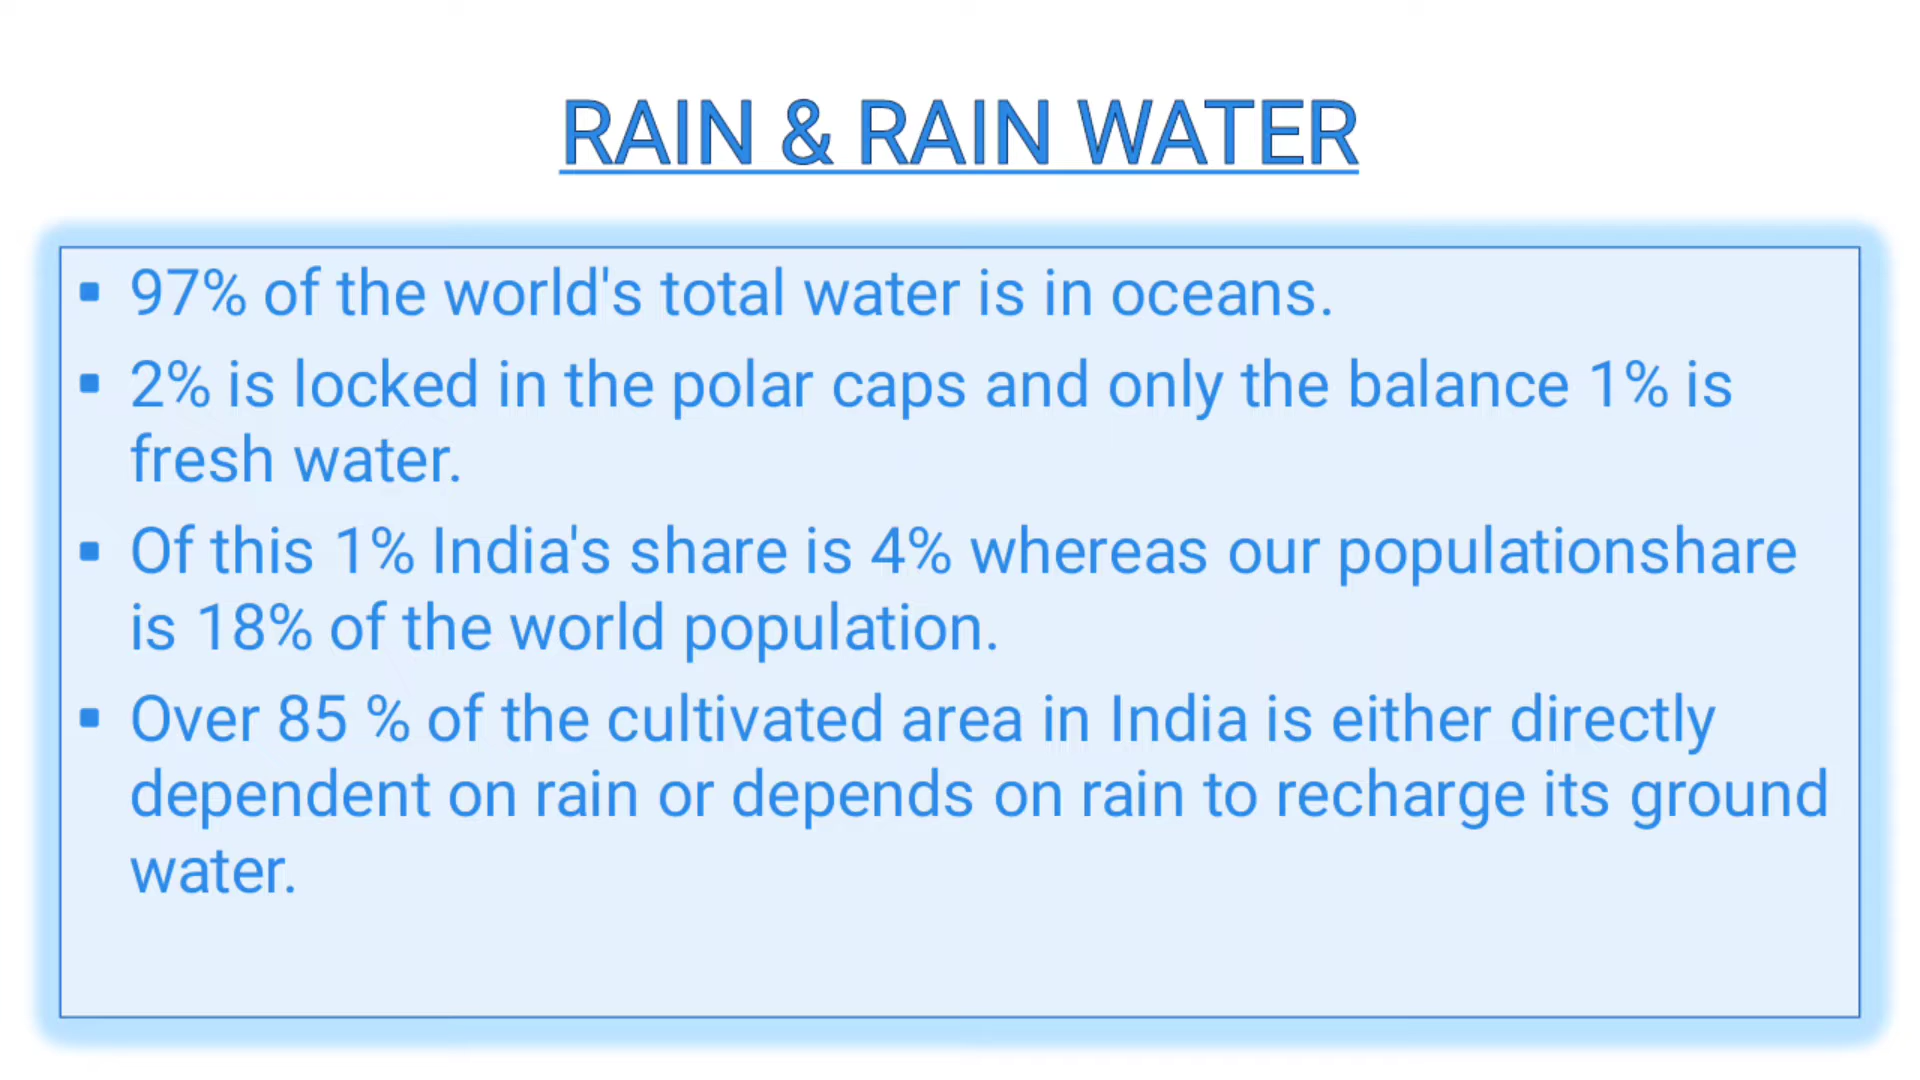 RAIN & RAIN WATER
▪ 97% of the world's total water is in oceans.
▪ 2% is locked in the polar caps and only the balance 1% is
fresh water.
▪ Of this 1% India's share is 4% whereas our populationshare
is 18% of the world population.
▪ Over 85 % of the cultivated area in India is either directly
dependent on rain or depends on rain to recharge its ground
water.